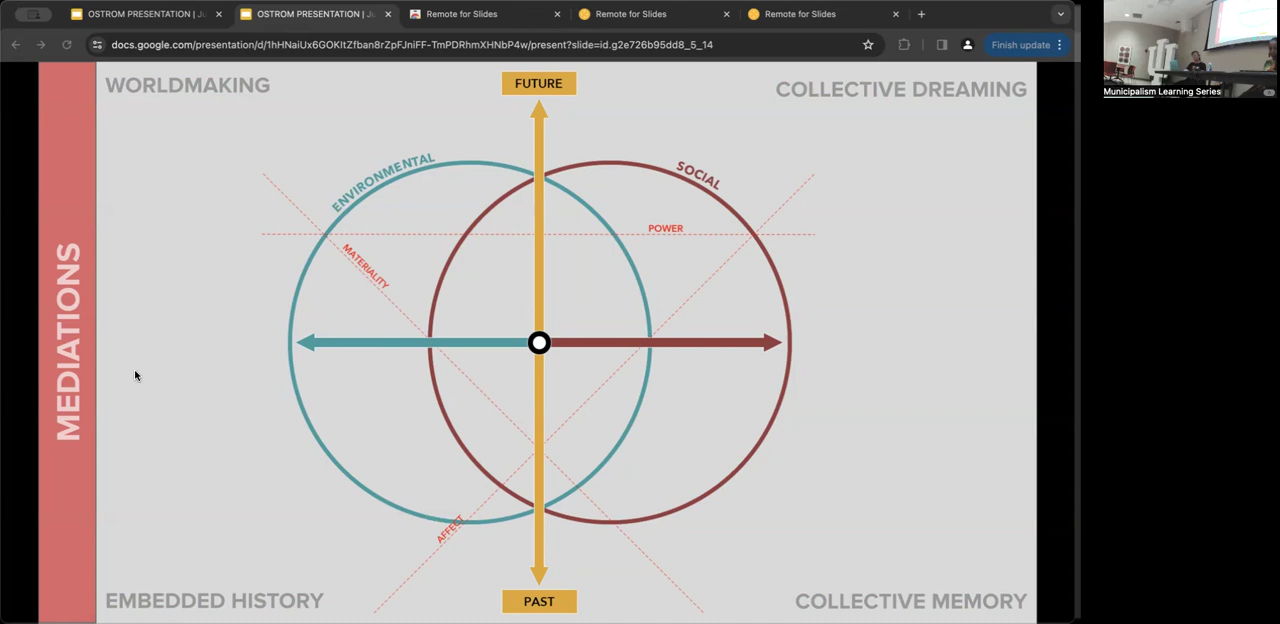 OSTROM PRESENTATION | Ju
OSTROM PRESENTATION | Ju
Remote for Slides
Remote for Slides
Remote for Slides
docs.google.com/presentation/d/1hHNaiUx6GOKItZfban8rZpFJniFF-TmPDRhmXHNbP4w/present?slide=id.g2e726b95dd8_5_14
Finish update
Municipalism Learning Series
WORLDMAKING
FUTURE
COLLECTIVE DREAMING
ENVIRONMENTAL
SOCIAL
POWER
MATERIALITY
MEDIATIONS
AFFECT
EMBEDDED HISTORY
PAST
COLLECTIVE MEMORY